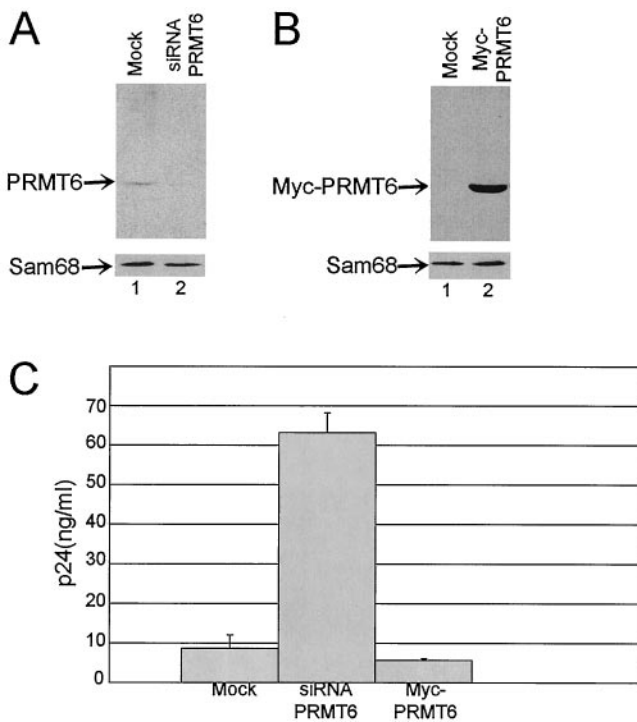 A
Mock
siRNA
PRMT6
PRMT6
Sam68
1 2
B
Mock
Myc-
PRMT6
Myc-PRMT6
Sam68
1 2
C
p24(ng/ml)
70
60
50
40
30
20
10
0
Mock
siRNA
PRMT6
Myc-
PRMT6